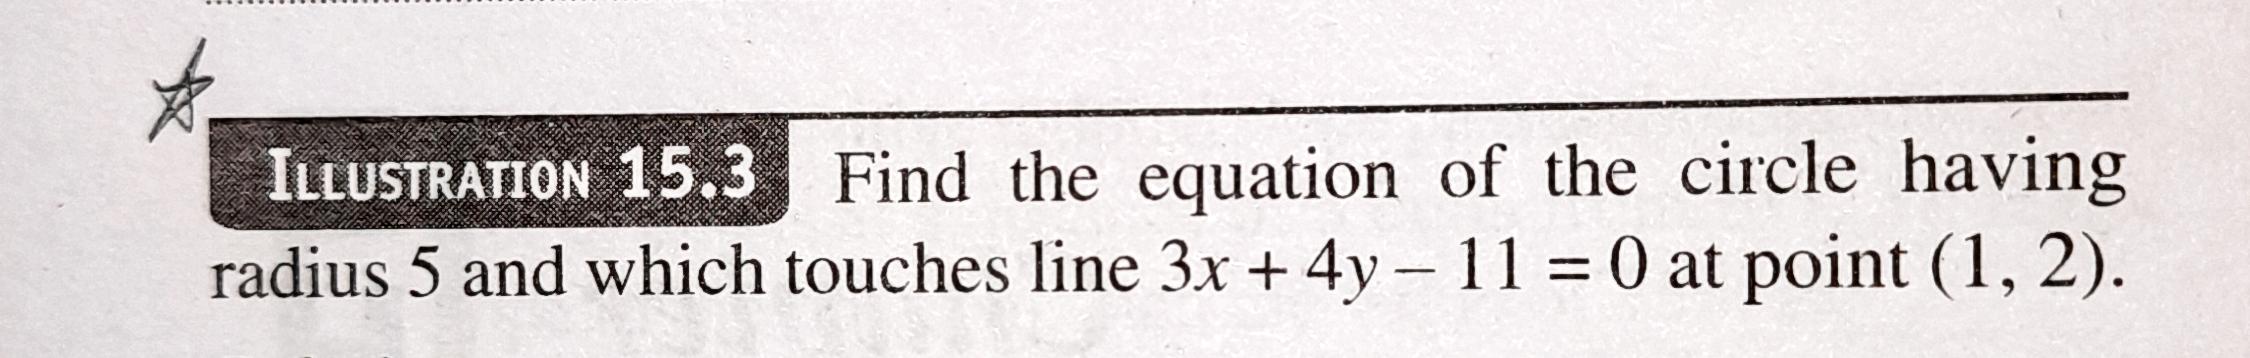 ILLUSTRATION 15.3 Find the equation of the circle having
radius 5 and which touches line 3x + 4y – 11 = 0 at point (1, 2).